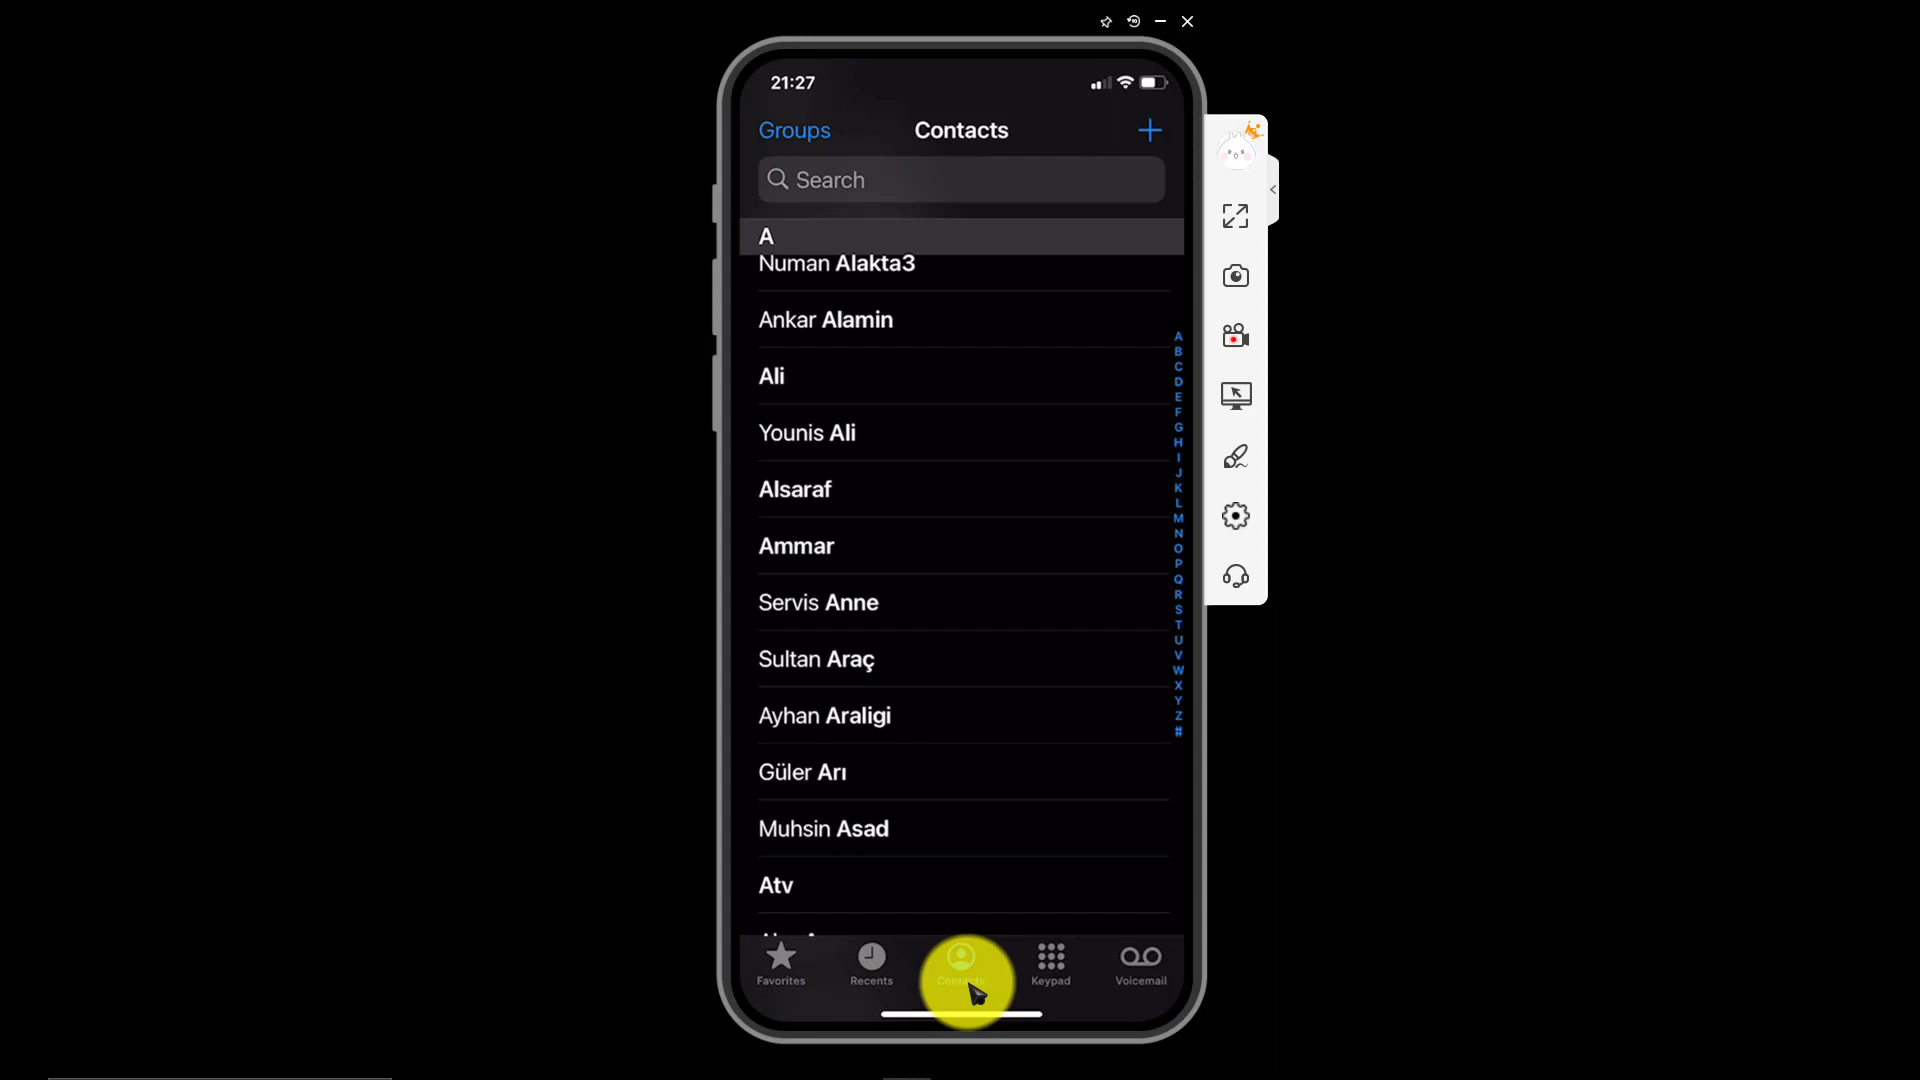 21:27
Groups
Contacts
Search
A
Numan Alakta3
Ankar Alamin
Ali
Younis Ali
Alsaraf
Ammar
Servis Anne
Sultan Araç
Ayhan Araligi
Güler Arı
Muhsin Asad
Atv
A
B
C
D
E
F
G
H
I
J
K
L
M
N
O
P
Q
R
S
T
U
V
W
X
Y
Z
#
Favorites
Recents
Contacts
Keypad
Voicemail